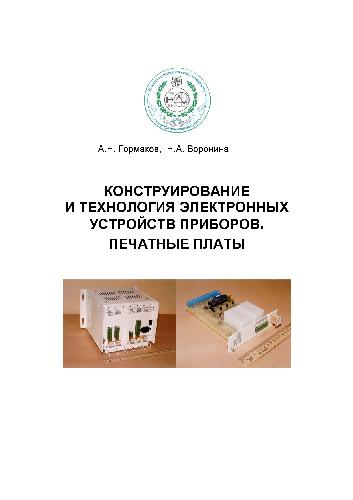 А.Н. Гормаков, Н.А. Воронина
КОНСТРУИРОВАНИЕ
И ТЕХНОЛОГИЯ ЭЛЕКТРОННЫХ
УСТРОЙСТВ ПРИБОРОВ.
ПЕЧАТНЫЕ ПЛАТЫ